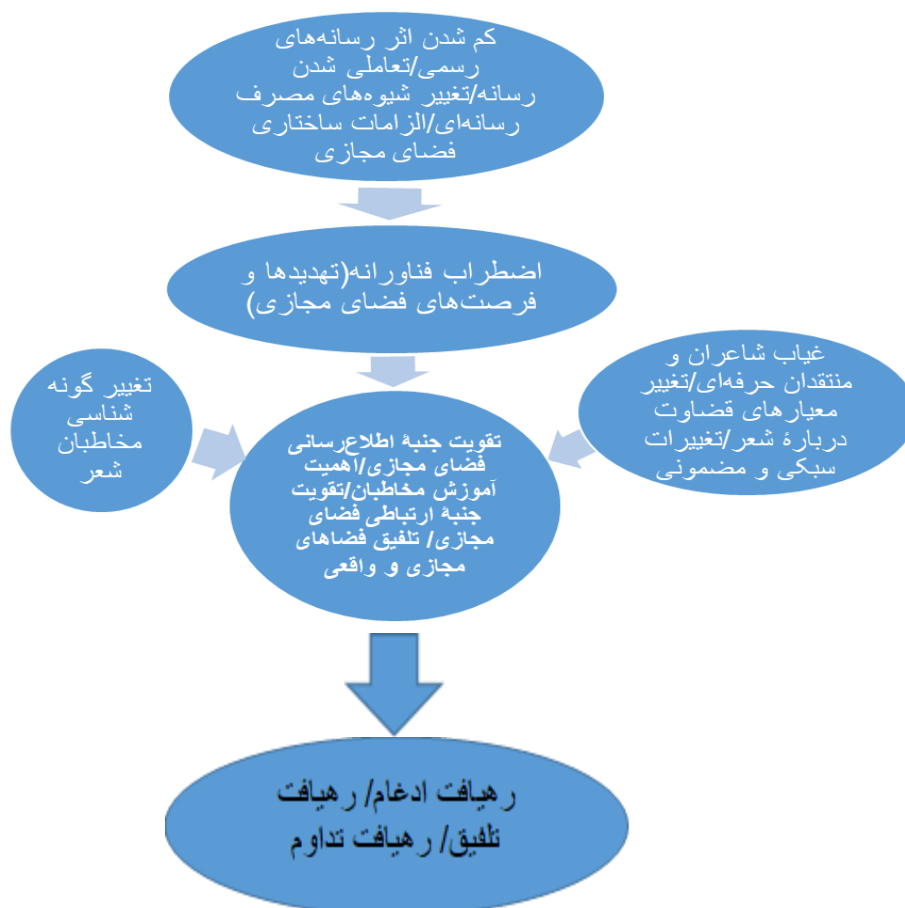 کم شدن اثر رسانه‌های
رسمی/تعاملی شدن
رسانه/تغییر شیوه‌های مصرف
رسانه‌ای/الزامات ساختاری
فضای مجازی
اضطراب فناورانه(تهدیدها و
فرصت‌های فضای مجازی)
غیاب شاعران و
منتقدان حرفه‌ای/تغییر
معیارهای قضاوت
دربارهٔ شعر/تغییرات
سبکی و مضمونی
تغییر گونه
شناسی
مخاطبان
شعر
تقویت جنبهٔ اطلاع‌رسانی
فضای مجازی/اهمیت
آموزش مخاطبان/تقویت
جنبهٔ ارتباطی فضای
مجازی/ تلفیق فضاهای
مجازی و واقعی
رهیافت ادغام/ رهیافت
تلفیق/ رهیافت تداوم